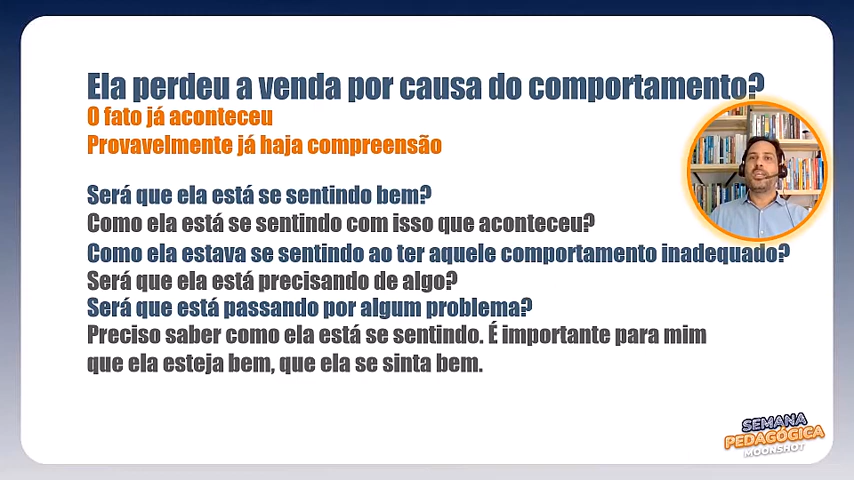 Ela perdeu a venda por causa do comportamento?
O fato já aconteceu
Provavelmente já haja compreensão
Será que ela está se sentindo bem?
Como ela está se sentindo com isso que aconteceu?
Como ela estava se sentindo ao ter aquele comportamento inadequado?
Será que ela está precisando de algo?
Será que está passando por algum problema?
Preciso saber como ela está se sentindo. É importante para mim
que ela esteja bem, que ela se sinta bem.
SEMANA
PEDAGÓGICA
MOONSHOT